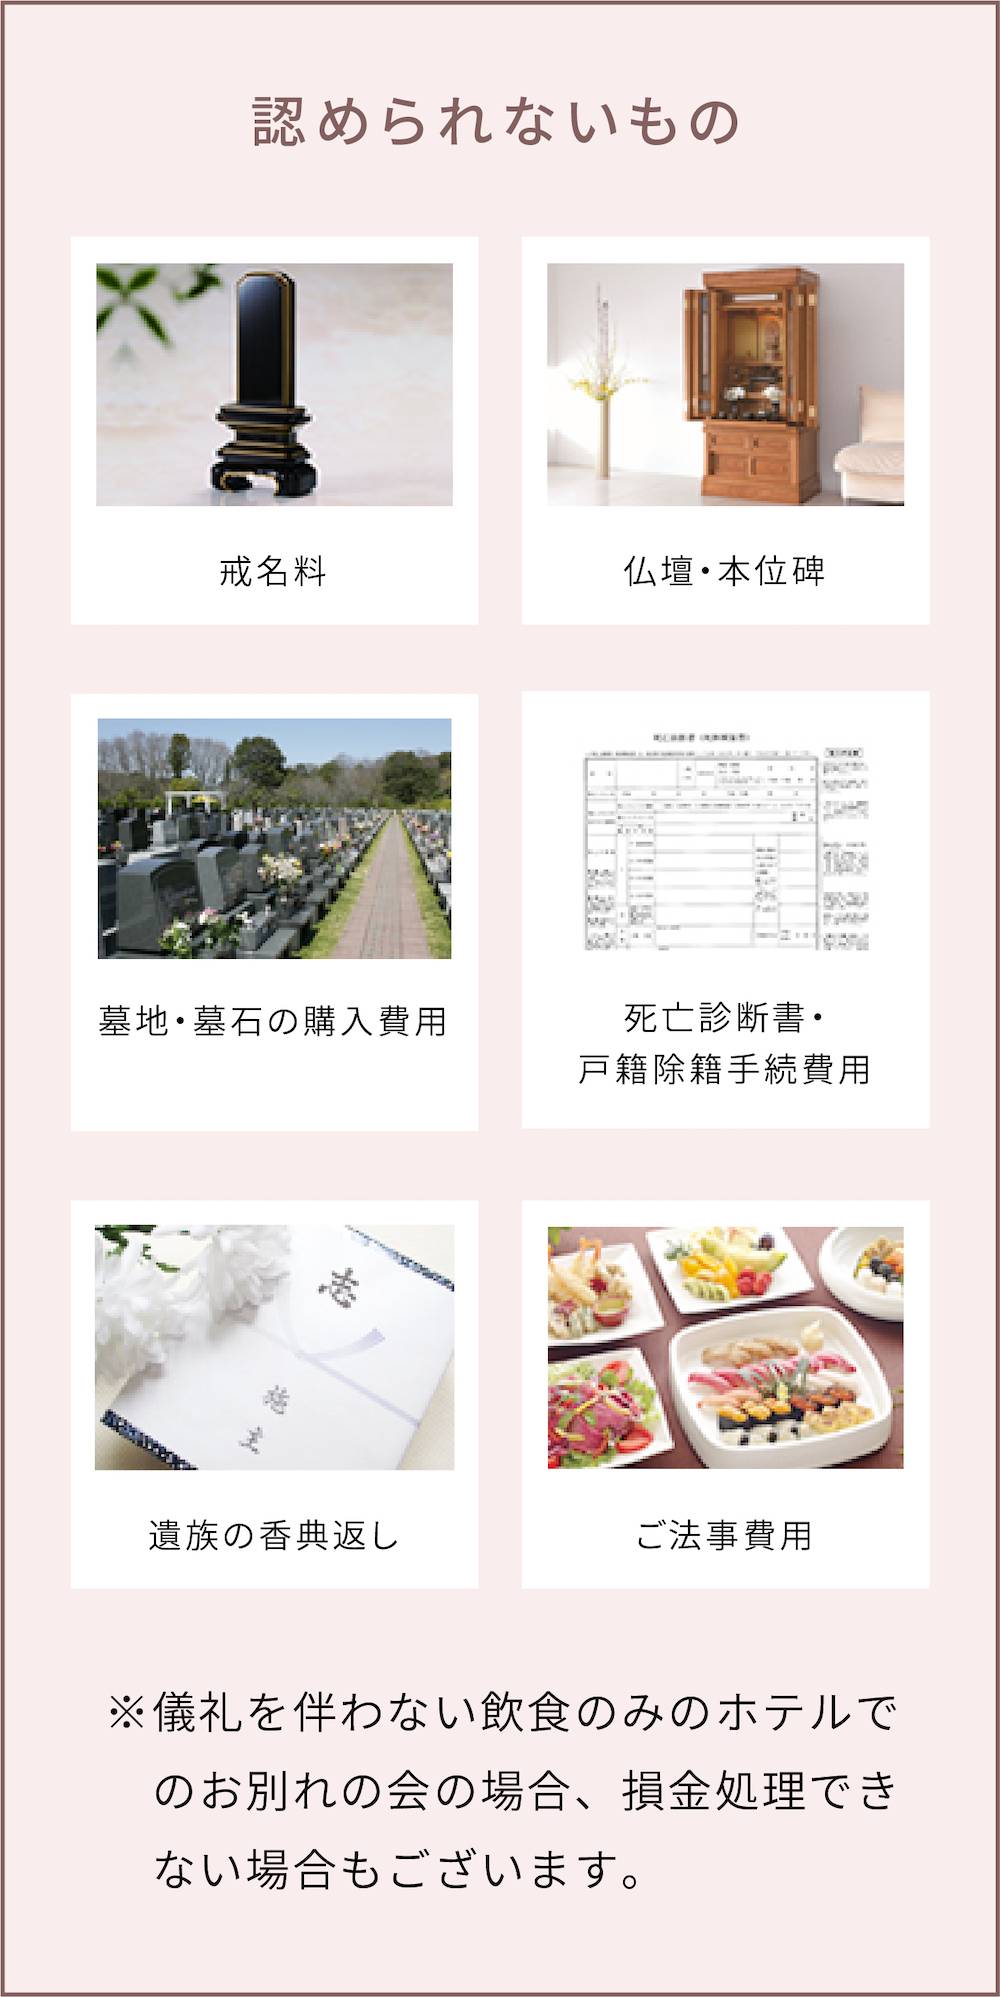 認められないもの
戒名料
仏壇・本位碑
墓地・墓石の購入費用
死亡診断書・
戸籍除籍手続費用
志
遺族の香典返し
ご法事費用
※儀礼を伴わない飲食のみのホテルで
のお別れの会の場合、損金処理でき
ない場合もございます。